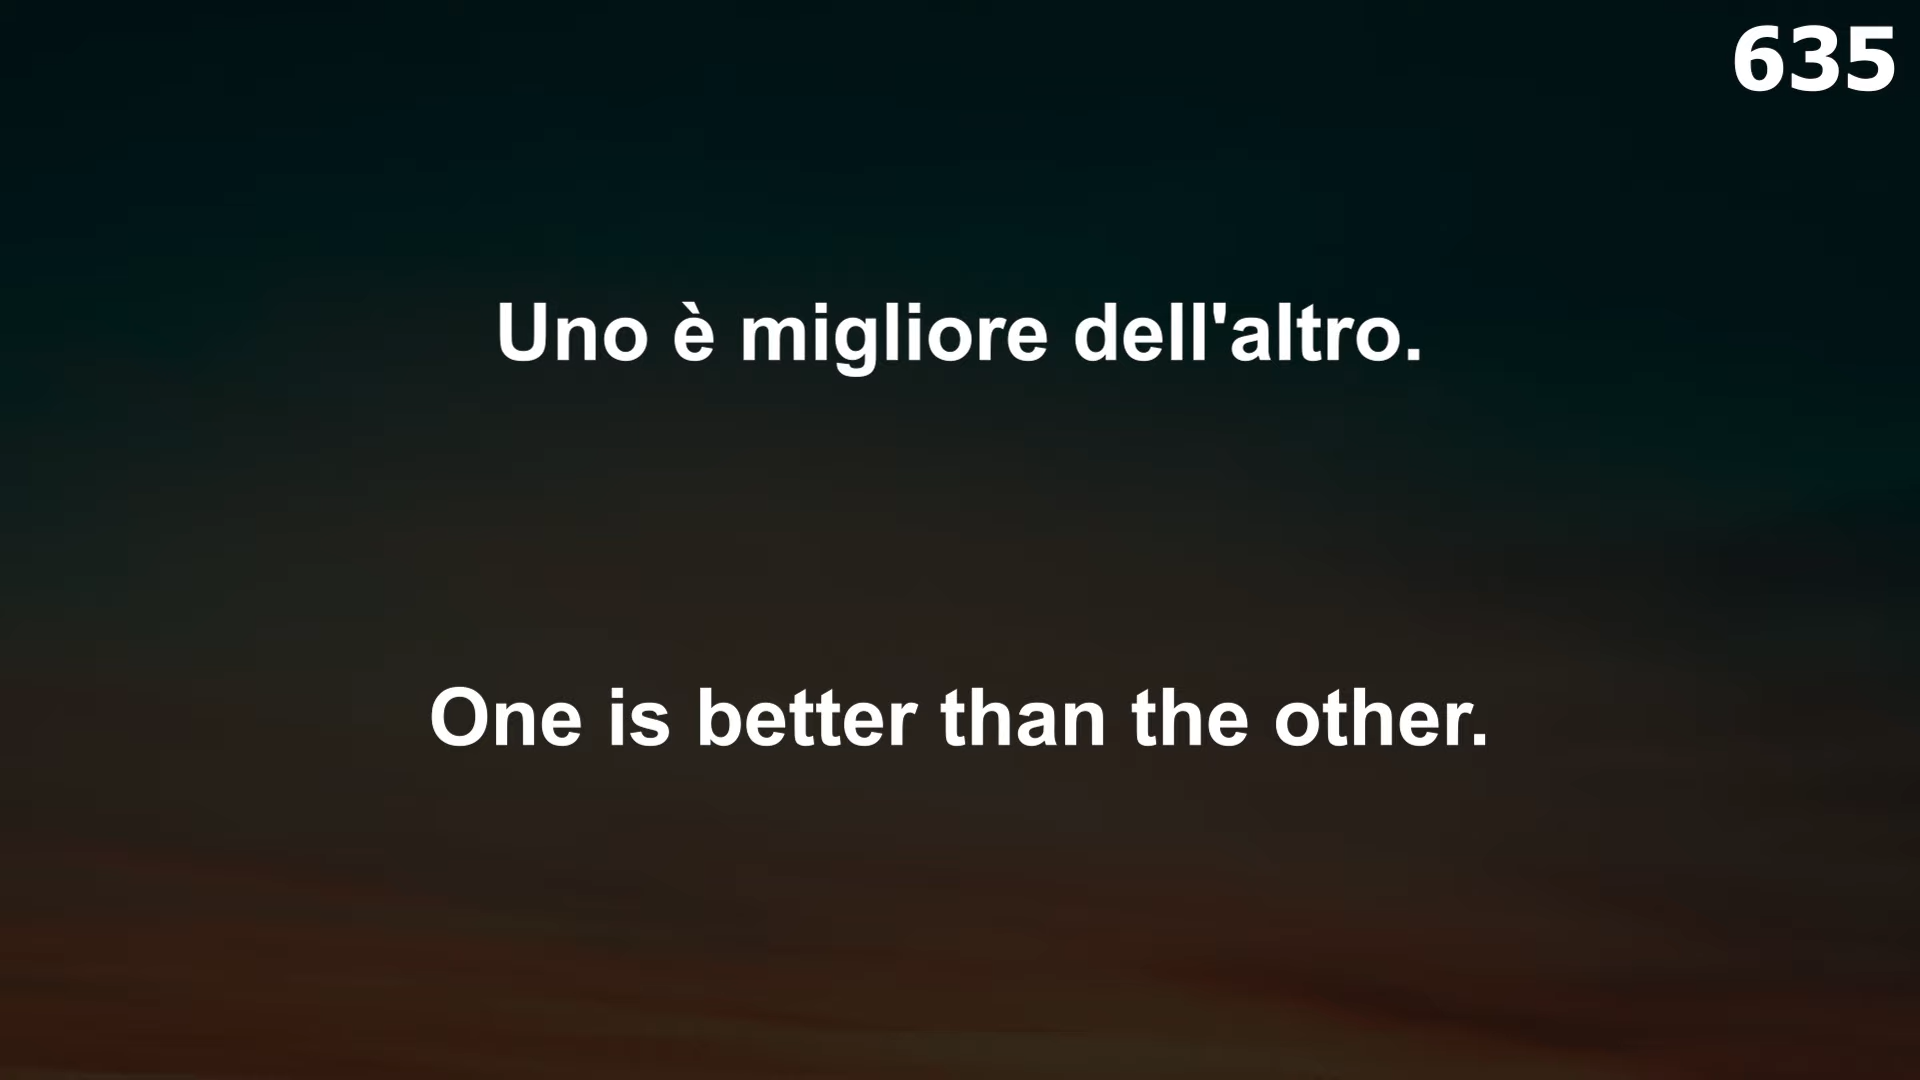 635
Uno è migliore dell'altro.
One is better than the other.